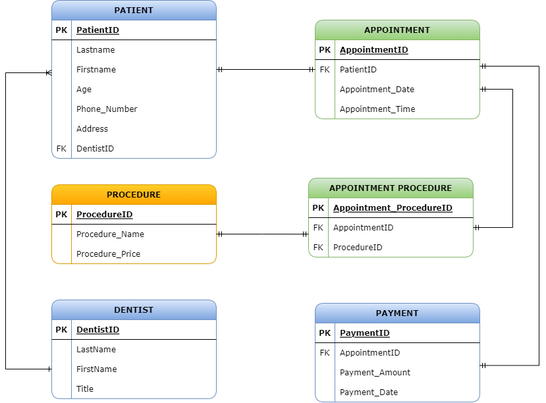 PATIENT
PK PatientID
Lastname
Firstname
Age
Phone_Number
Address
FK DentistID
APPOINTMENT
PK AppointmentID
FK PatientID
Appointment_Date
Appointment_Time
PROCEDURE
PK ProcedureID
Procedure_Name
Procedure_Price
APPOINTMENT PROCEDURE
PK Appointment_ProcedureID
FK AppointmentID
FK ProcedureID
DENTIST
PK DentistID
LastName
FirstName
Title
PAYMENT
PK PaymentID
FK AppointmentID
Payment_Amount
Payment_Date